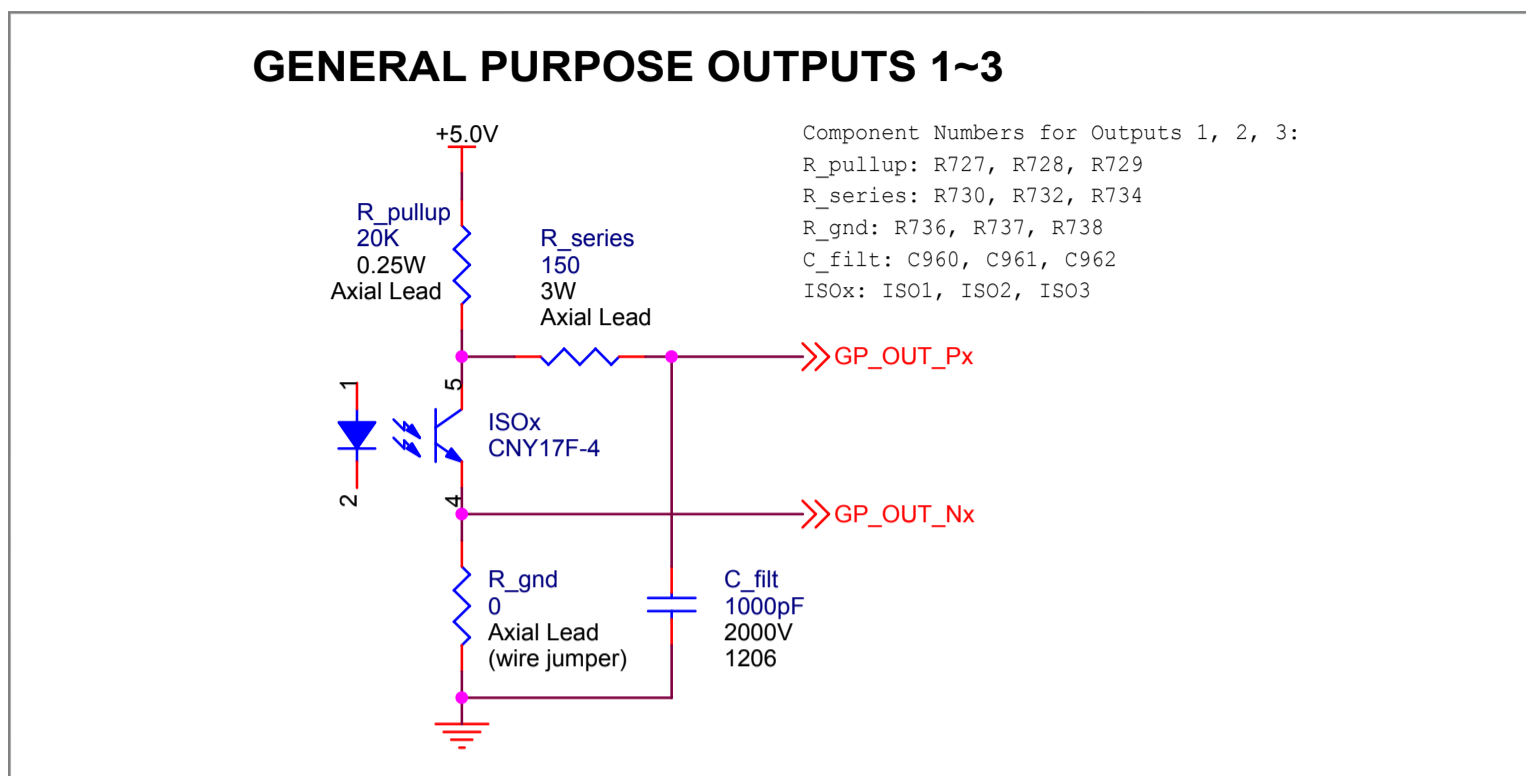 GENERAL PURPOSE OUTPUTS 1~3
+5.0V
Component Numbers for Outputs 1, 2, 3:
R_pullup: R727, R728, R729
R_series: R730, R732, R734
R_gnd: R736, R737, R738
C_filt: C960, C961, C962
ISOx: ISO1, ISO2, ISO3
R_pullup
20K
0.25W
Axial Lead
R_series
150
3W
Axial Lead
GP_OUT_Px
1
5
ISOx
CNY17F-4
2
4
GP_OUT_Nx
R_gnd
0
Axial Lead
(wire jumper)
C_filt
1000pF
2000V
1206